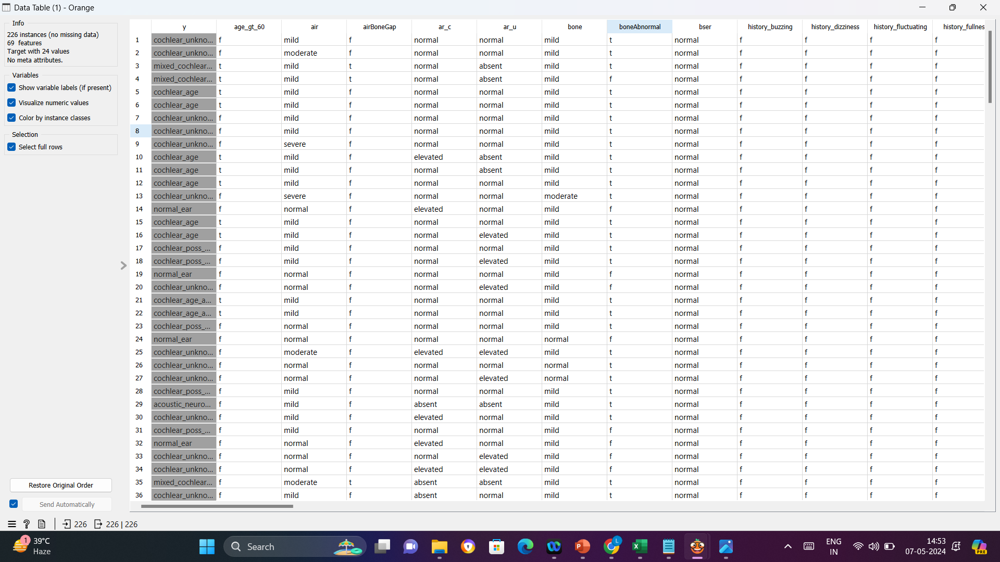 Data Table (1) - Orange
Info
226 instances (no missing data)
69 features
Target with 24 values
No meta attributes.
Variables
Show variable labels (if present)
Visualize numeric values
Color by instance classes
Selection
Select full rows
y age_gt_60 air airBoneGap ar_c ar_u bone boneAbnormal bser history_buzzing history_dizziness history_fluctuating history_fullnes
1 cochlear_unkno... f mild f normal normal mild t normal f f f f
2 cochlear_unkno... f moderate f normal normal mild t normal f f f f
3 mixed_cochlear... t mild t normal absent mild t normal f f f f
4 mixed_cochlear... t mild t normal absent mild f normal f f f f
5 cochlear_age t mild f normal normal mild t normal f f f f
6 cochlear_age t mild f normal normal mild t normal f f f f
7 cochlear_unkno... f mild f normal normal mild t normal f f f f
8 cochlear_unkno... f mild f normal normal mild t normal f f f f
9 cochlear_unkno... f severe f normal normal mild t normal f f f f
10 cochlear_age t mild f elevated absent mild t normal f f f f
11 cochlear_age t mild f normal absent mild t normal f f f f
12 cochlear_age t mild f normal normal mild t normal f f f f
13 cochlear_unkno... f severe f normal normal moderate t normal f f f f
14 normal_ear f normal f elevated normal mild f normal f f f f
15 cochlear_age t mild f normal normal mild t normal f f f f
16 cochlear_age t mild f normal elevated mild t normal f f f f
17 cochlear_poss_... f mild f normal normal mild t normal f f f f
18 cochlear_poss_... f mild f normal elevated mild t normal f f f f
19 normal_ear f normal f normal normal mild f normal f f f f
20 cochlear_unkno... f normal f normal elevated mild f normal f f f f
21 cochlear_age_a... t mild f normal normal mild t normal f f f f
22 cochlear_age_a... t mild f normal normal mild t normal f f f f
23 cochlear_poss_... f normal f normal normal mild t normal f f f f
24 normal_ear f normal f normal normal normal f normal f f f f
25 cochlear_unkno... f moderate f elevated elevated mild t normal f f f f
26 cochlear_unkno... f normal f normal normal normal t normal f f f f
27 cochlear_unkno... f normal f normal elevated normal t normal f f f f
28 cochlear_poss_... f mild f normal normal mild t normal f f f f
29 acoustic_neuro... f mild f absent absent mild t normal f f f f
30 cochlear_unkno... f mild f elevated normal mild t normal f f f f
31 cochlear_poss_... f mild f normal normal mild f normal f f f f
32 normal_ear f normal f elevated normal mild f normal f f f f
33 cochlear_unkno... f normal f normal elevated mild f normal f f f f
34 cochlear_unkno... f normal f elevated elevated mild f normal f f f f
35 mixed_cochlear... f moderate t absent absent mild t normal f f f f
36 cochlear_unkno... f mild f absent normal mild t normal f f f f
Restore Original Order
Send Automatically
226 226 | 226
1 39°C
Haze
Search
L
ENG
IN
14:53
07-05-2024
PRE